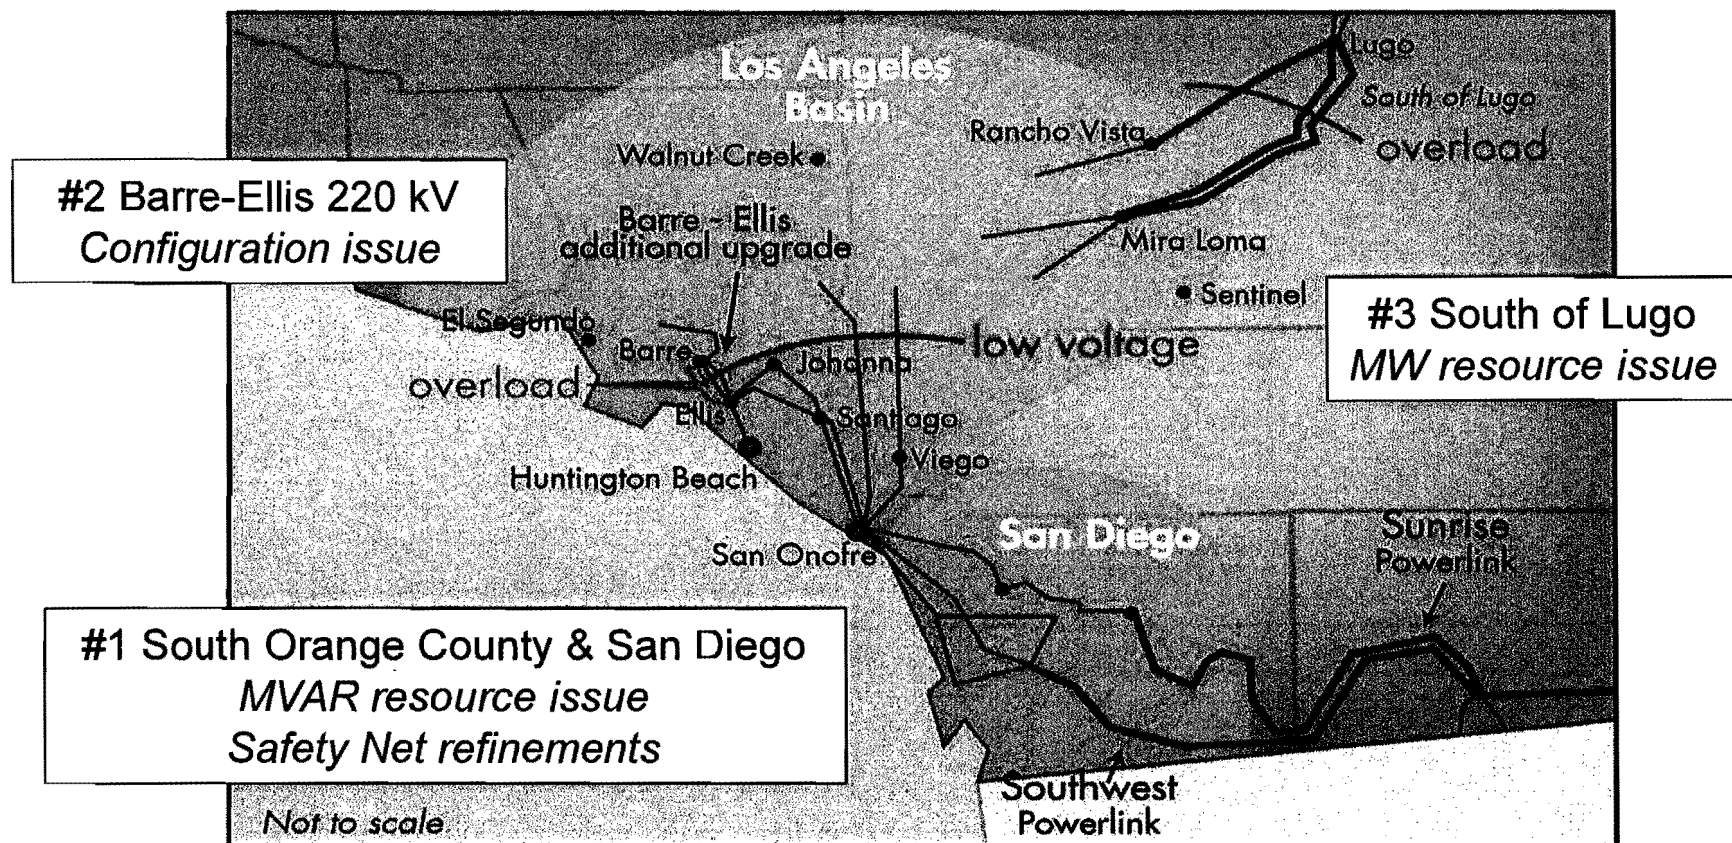 Los Angeles
Basin
Lugo
South of Lugo
Rancho Vista
overload
Walnut Creek
#2 Barre-Ellis 220 kV
Configuration issue
Barre - Ellis
additional upgrade
Mira Loma
Sentinel
#3 South of Lugo
MW resource issue
El Segundo
Barre
Johanna
low voltage
overload
Ellis
Santiago
Viego
Huntington Beach
San Onofre
San Diego
Sunrise
Powerlink
#1 South Orange County & San Diego
MVAR resource issue
Safety Net refinements
Southwest
Powerlink
Not to scale